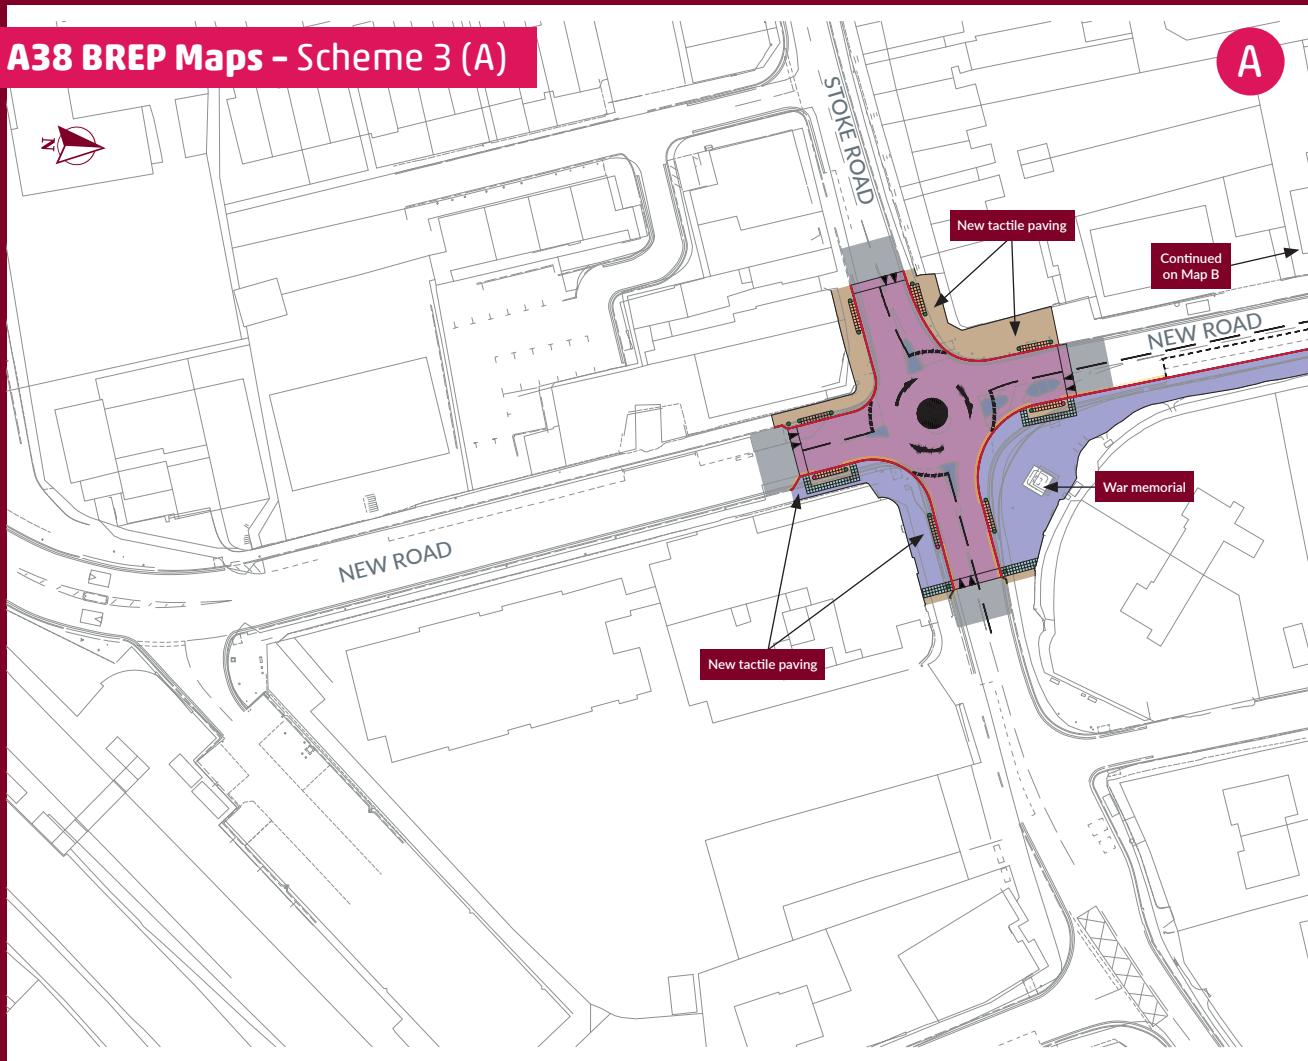 A38 BREP Maps – Scheme 3 (A)
A
N
STOKE ROAD
New tactile paving
Continued
on Map B
NEW ROAD
War memorial
NEW ROAD
New tactile paving